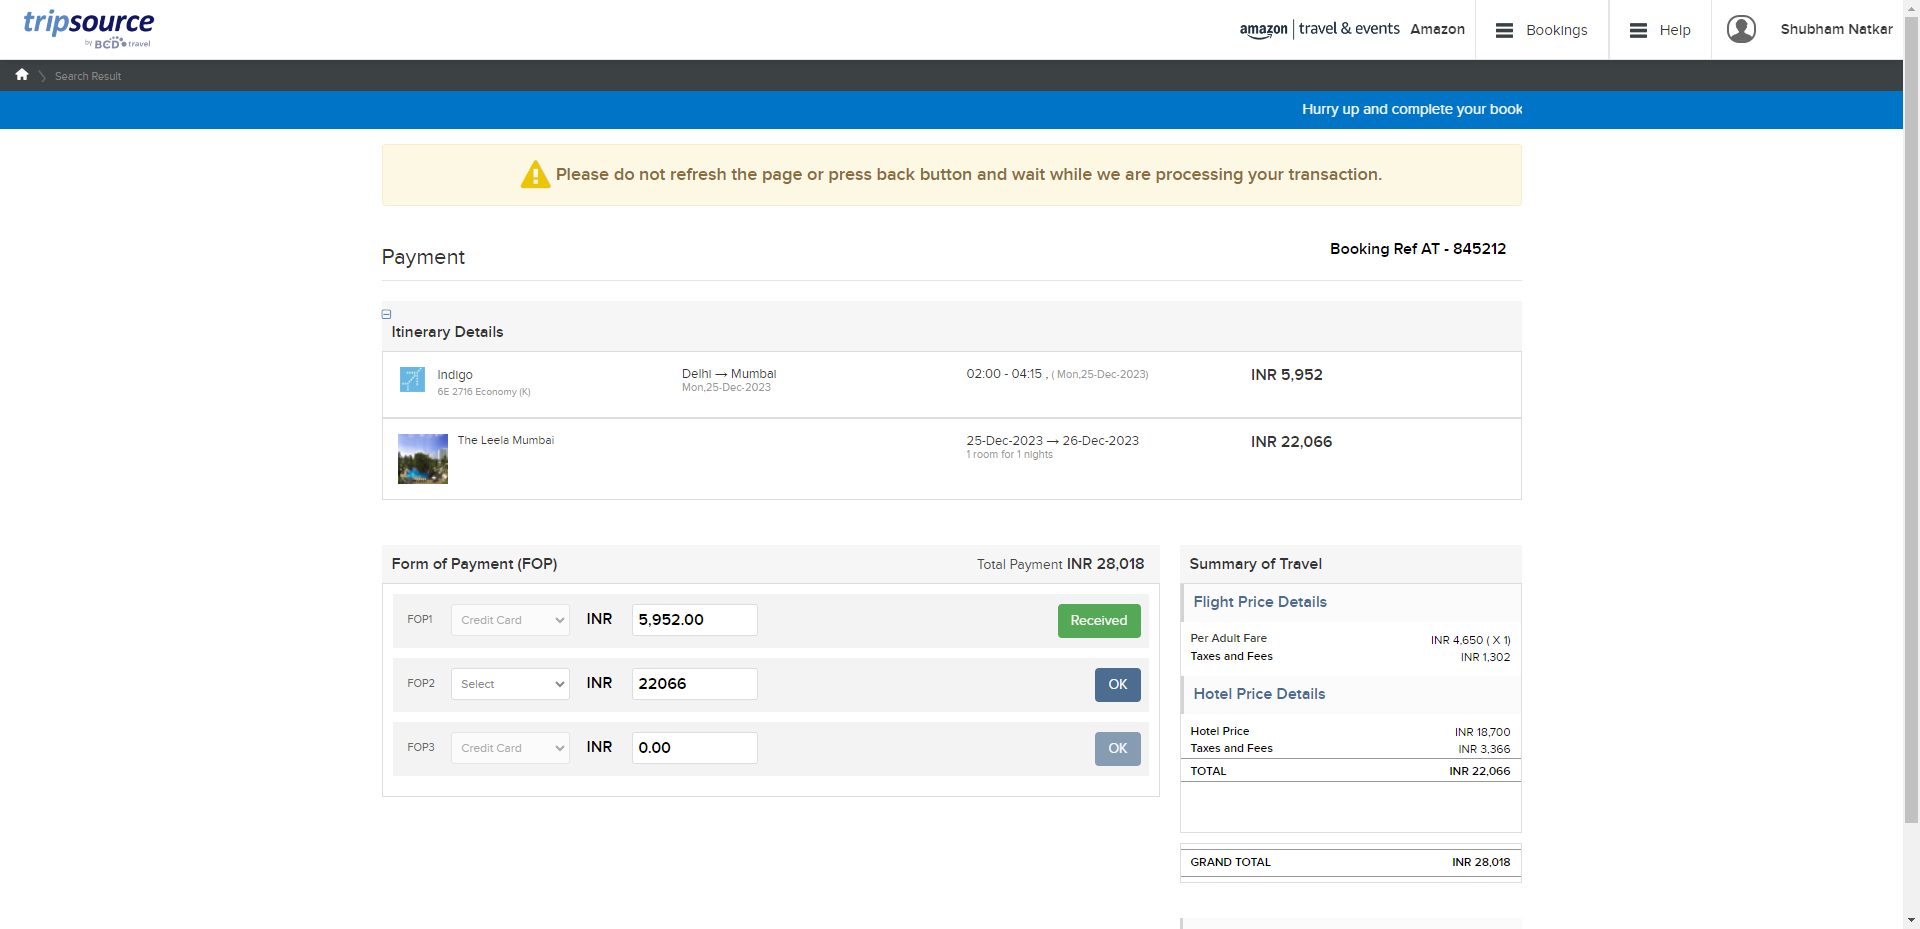 tripsource
by BCD travel
amazon | travel & events Amazon
Bookings
Help
Shubham Natkar
Search Result
Hurry up and complete your book
Please do not refresh the page or press back button and wait while we are processing your transaction.
Payment
Booking Ref AT - 845212
Itinerary Details
Indigo
6E 2716 Economy (K)
Delhi → Mumbai
Mon,25-Dec-2023
02:00 - 04:15 , ( Mon,25-Dec-2023)
INR 5,952
The Leela Mumbai
25-Dec-2023 → 26-Dec-2023
1 room for 1 nights
INR 22,066
Form of Payment (FOP)
Total Payment INR 28,018
FOP1 Credit Card INR 5,952.00 Received
FOP2 Select INR 22066 OK
FOP3 Credit Card INR 0.00 OK
Summary of Travel
Flight Price Details
Per Adult Fare INR 4,650 ( X 1)
Taxes and Fees INR 1,302
Hotel Price Details
Hotel Price INR 18,700
Taxes and Fees INR 3,366
TOTAL INR 22,066
GRAND TOTAL INR 28,018